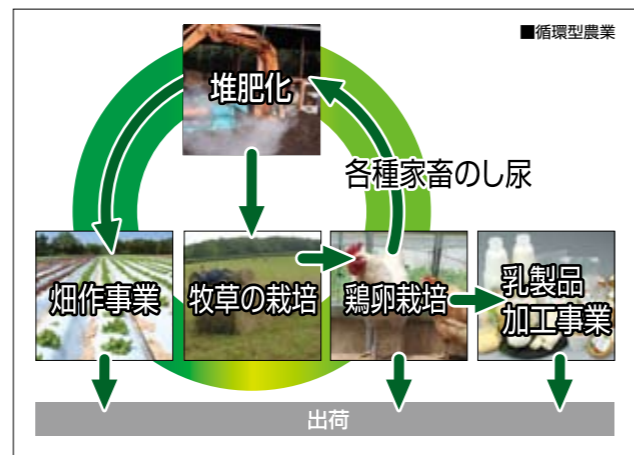 ■循環型農業
堆肥化
各種家畜のし尿
畑作事業
牧草の栽培
鶏卵栽培
乳製品
加工事業
出荷